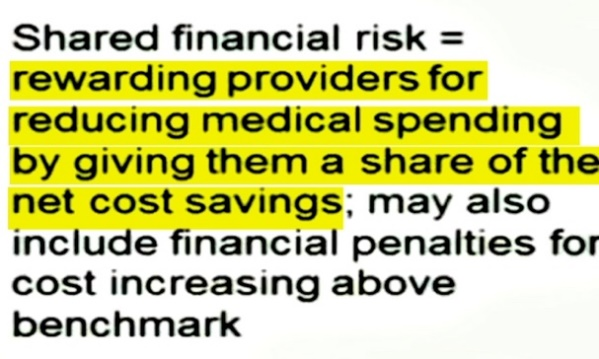 Shared financial risk =
rewarding providers for
reducing medical spending
by giving them a share of the
net cost savings; may also
include financial penalties for
cost increasing above
benchmark